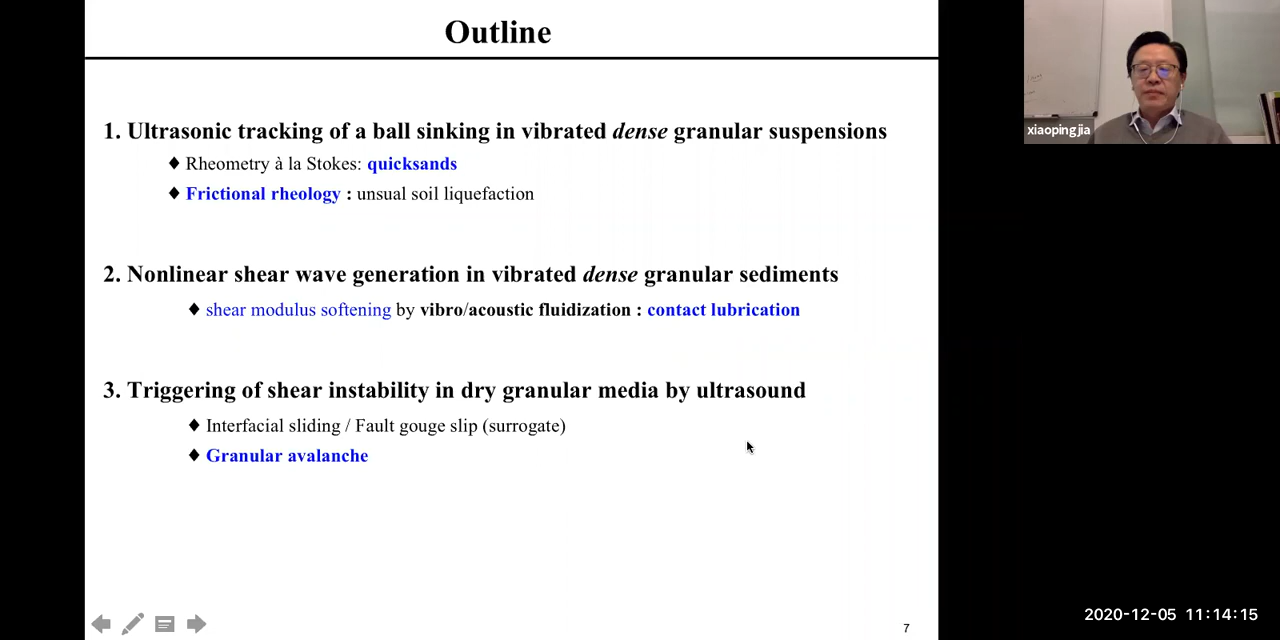 Outline
1. Ultrasonic tracking of a ball sinking in vibrated dense granular suspensions
♦ Rheometry à la Stokes: quicksands
♦ Frictional rheology : unsual soil liquefaction
2. Nonlinear shear wave generation in vibrated dense granular sediments
♦ shear modulus softening by vibro/acoustic fluidization : contact lubrication
3. Triggering of shear instability in dry granular media by ultrasound
♦ Interfacial sliding / Fault gouge slip (surrogate)
♦ Granular avalanche
7
xiaopingjia
2020-12-05 11:14:15